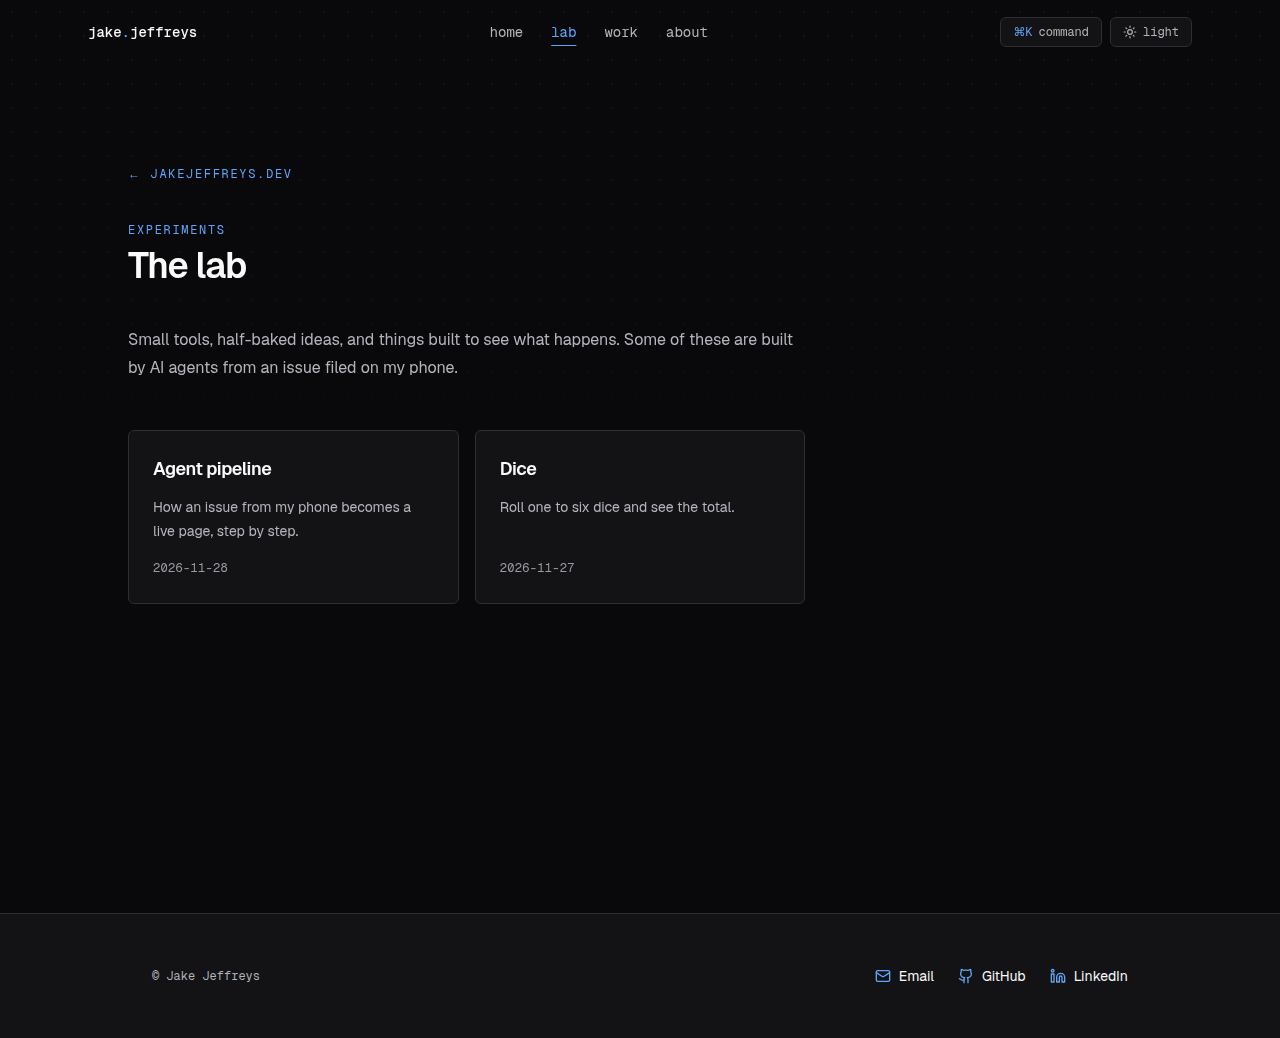 jake.jeffreys
home lab work about
⌘K command
light
← JAKEJEFFREYS.DEV
EXPERIMENTS
The lab
Small tools, half-baked ideas, and things built to see what happens. Some of these are built
by AI agents from an issue filed on my phone.
Agent pipeline
How an issue from my phone becomes a
live page, step by step.
2026-11-28
Dice
Roll one to six dice and see the total.
2026-11-27
© Jake Jeffreys
Email GitHub LinkedIn